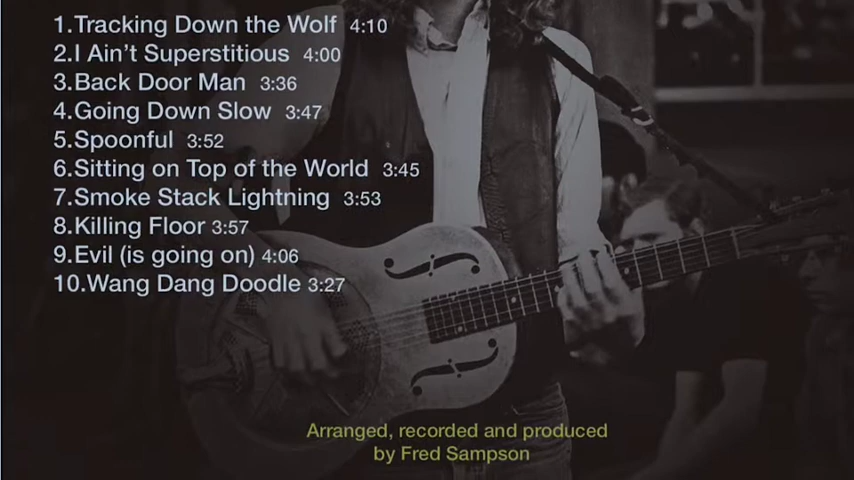 1.Tracking Down the Wolf 4:10
2.I Ain't Superstitious 4:00
3.Back Door Man 3:36
4.Going Down Slow 3:47
5.Spoonful 3:52
6.Sitting on Top of the World 3:45
7.Smoke Stack Lightning 3:53
8.Killing Floor 3:57
9.Evil (is going on) 4:06
10.Wang Dang Doodle 3:27
Arranged, recorded and produced
by Fred Sampson